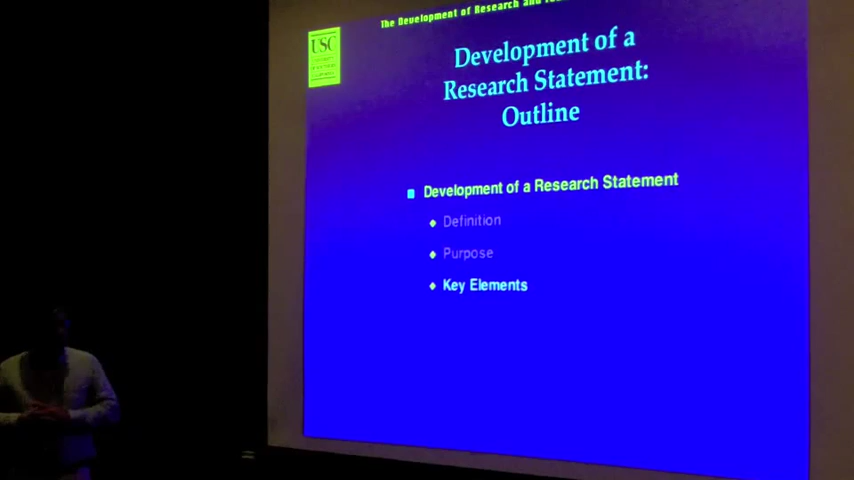 The Development of Research and
USC
Development of a
Research Statement:
Outline
Development of a Research Statement
Definition
Purpose
Key Elements